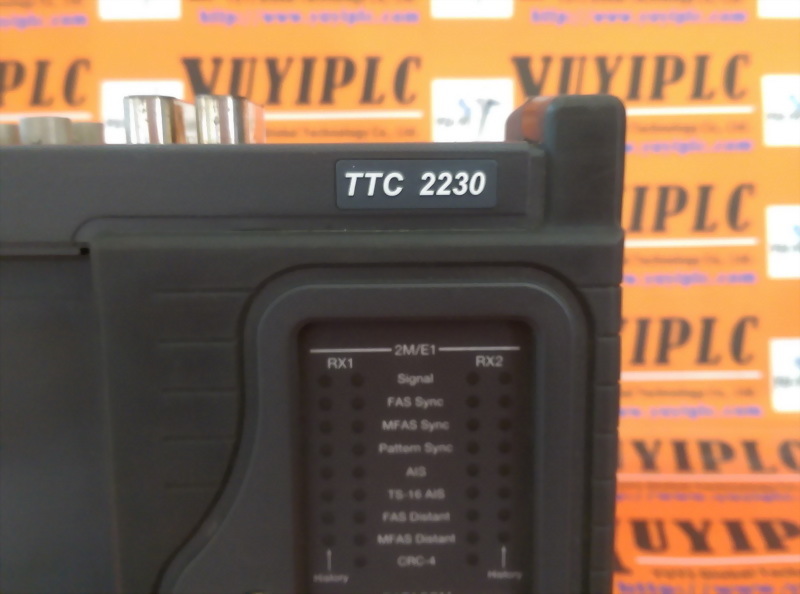 YUYIPLC
YUYIPLC
TTC 2230
YUYIPLC
2M/E1
RX1 RX2
Signal
FAS Sync
MFAS Sync
Pattern Sync
AIS
TS-16 AIS
FAS Distant
MFAS Distant
CRC-4
History History
YUYIPLC
YUYIPLC
YUYIPLC